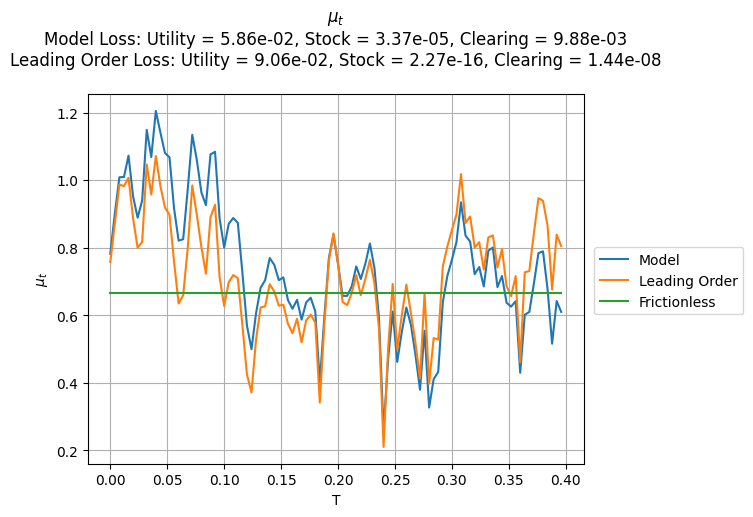 μt
Model Loss: Utility = 5.86e-02, Stock = 3.37e-05, Clearing = 9.88e-03
Leading Order Loss: Utility = 9.06e-02, Stock = 2.27e-16, Clearing = 1.44e-08
1.2
1.0
0.8
0.6
0.4
0.2
μt
0.00 0.05 0.10 0.15 0.20 0.25 0.30 0.35 0.40
T
Model
Leading Order
Frictionless